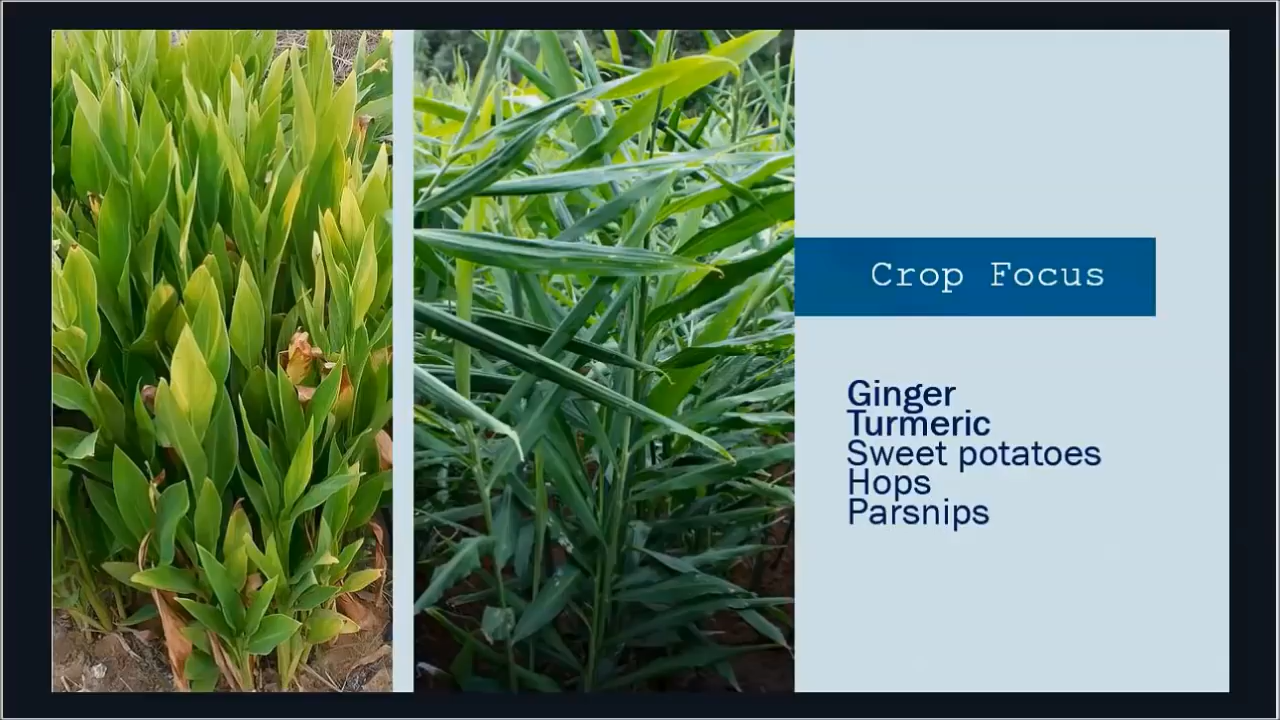 Crop Focus
Ginger
Turmeric
Sweet potatoes
Hops
Parsnips